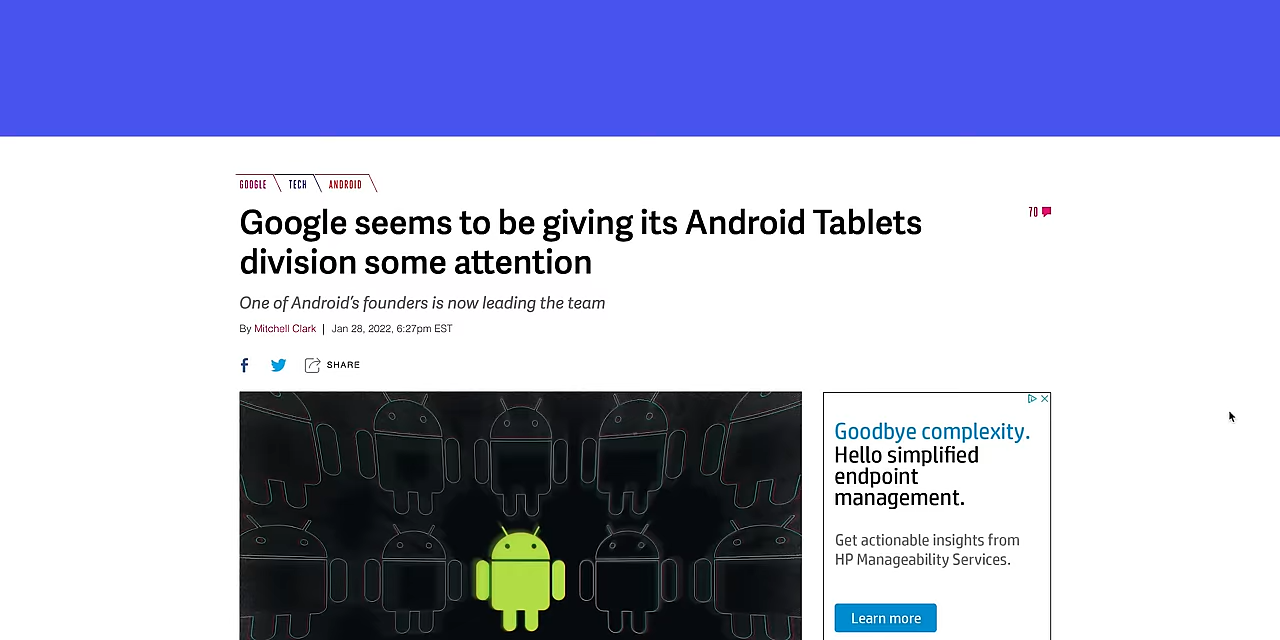 GOOGLE TECH ANDROID
Google seems to be giving its Android Tablets
division some attention
70
One of Android's founders is now leading the team
By Mitchell Clark | Jan 28, 2022, 6:27pm EST
SHARE
Goodbye complexity.
Hello simplified
endpoint
management.
Get actionable insights from
HP Manageability Services.
Learn more